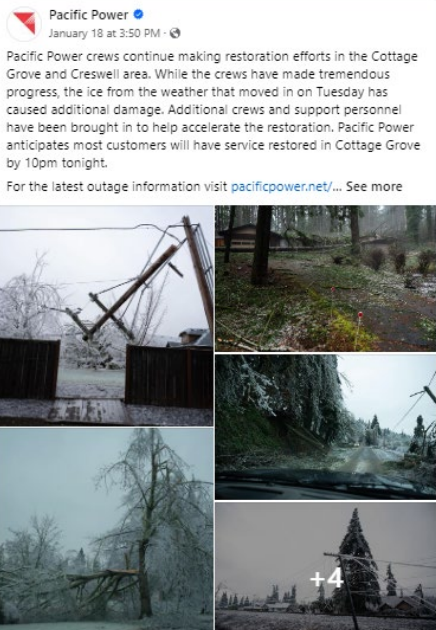 Pacific Power
January 18 at 3:50 PM ·
Pacific Power crews continue making restoration efforts in the Cottage
Grove and Creswell area. While the crews have made tremendous
progress, the ice from the weather that moved in on Tuesday has
caused additional damage. Additional crews and support personnel
have been brought in to help accelerate the restoration. Pacific Power
anticipates most customers will have service restored in Cottage Grove
by 10pm tonight.
For the latest outage information visit pacificpower.net/... See more
+4